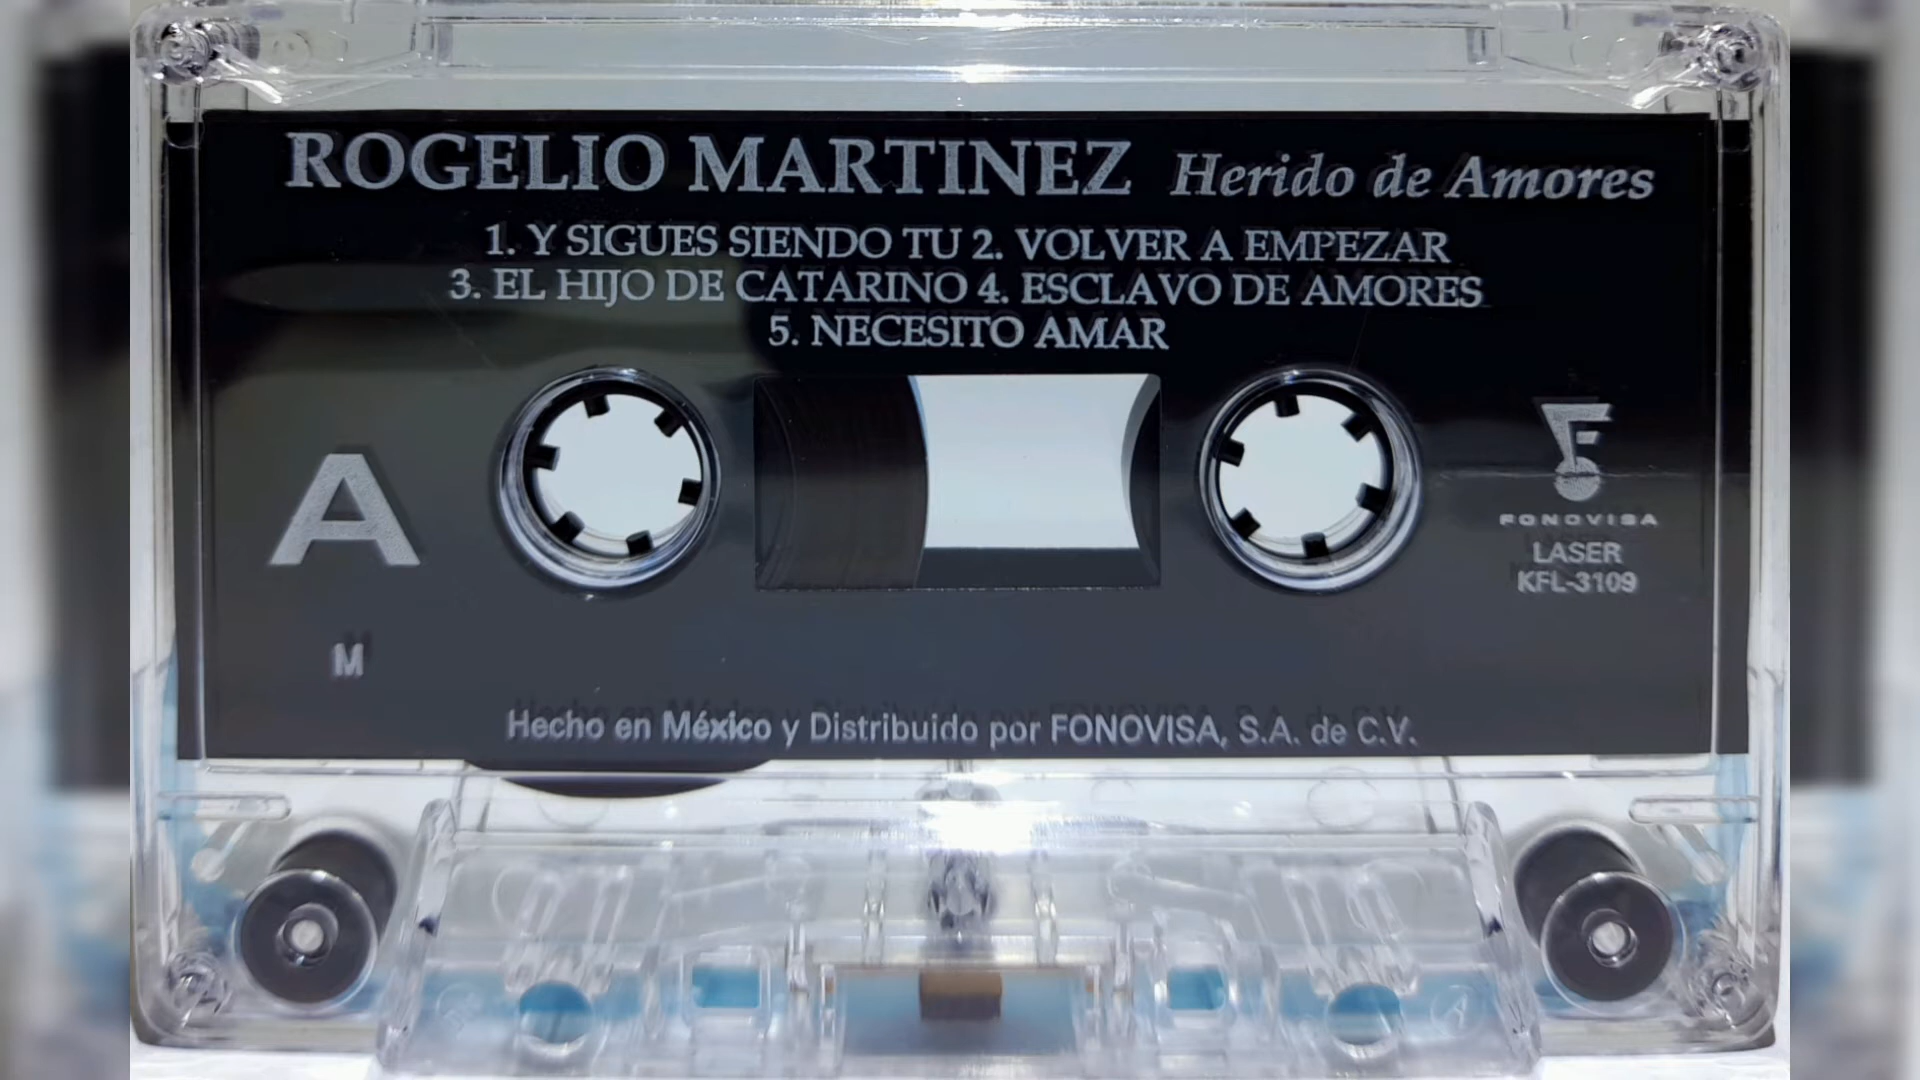 ROGELIO MARTINEZ Herido de Amores
1. Y SIGUES SIENDO TU 2. VOLVER A EMPEZAR
3. EL HIJO DE CATARINO 4. ESCLAVO DE AMORES
5. NECESITO AMAR
A
FONOVISA
LASER
KFL-3109
M
Hecho en México y Distribuido por FONOVISA, S.A. de C.V.